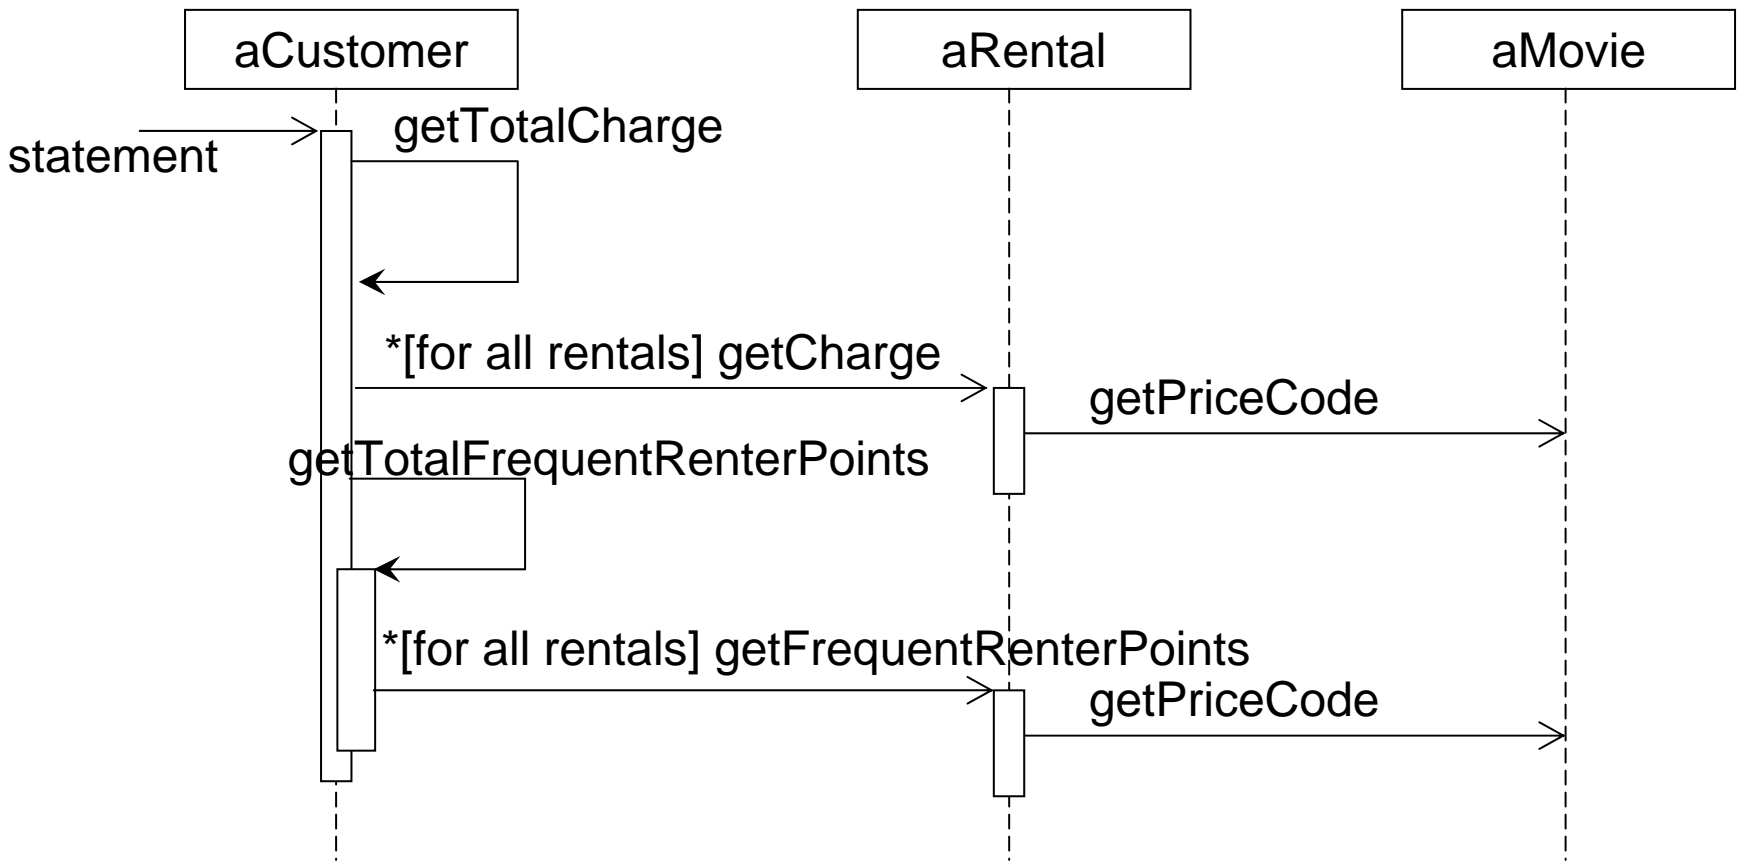 aCustomer
aRental
aMovie
getTotalCharge
statement
*[for all rentals] getCharge
getPriceCode
getTotalFrequentRenterPoints
*[for all rentals] getFrequentRenterPoints
getPriceCode